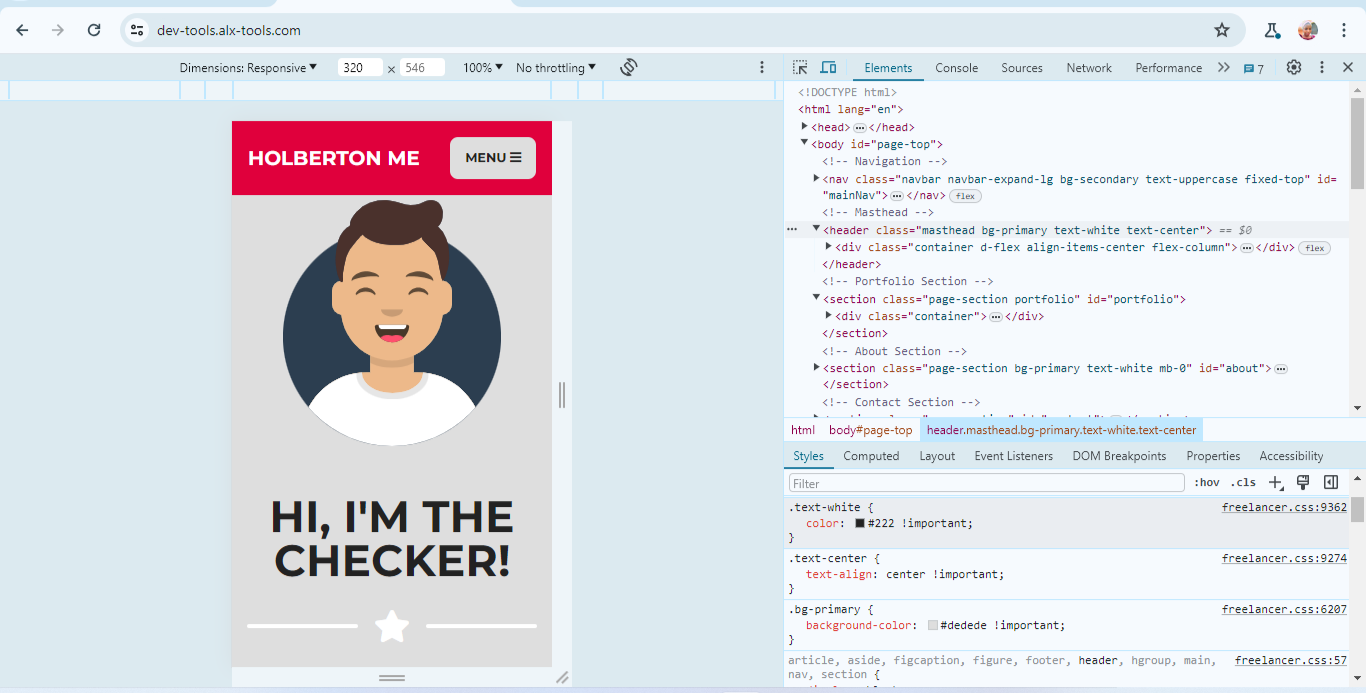 dev-tools.alx-tools.com
Dimensions: Responsive 320 × 546 100% No throttling
HOLBERTON ME MENU
HI, I'M THE
CHECKER!
Elements Console Sources Network Performance 7
<!DOCTYPE html>
<html lang="en">
<head> ••• </head>
<body id="page-top">
<!-- Navigation -->
<nav class="navbar navbar-expand-lg bg-secondary text-uppercase fixed-top" id=
"mainNav"> ••• </nav> flex
<!-- Masthead -->
••• <header class="masthead bg-primary text-white text-center"> == $0
<div class="container d-flex align-items-center flex-column"> ••• </div> flex
</header>
<!-- Portfolio Section -->
<section class="page-section portfolio" id="portfolio">
<div class="container"> ••• </div>
</section>
<!-- About Section -->
<section class="page-section bg-primary text-white mb-0" id="about"> •••
</section>
<!-- Contact Section -->
html body#page-top header.masthead.bg-primary.text-white.text-center
Styles Computed Layout Event Listeners DOM Breakpoints Properties Accessibility
Filter :hov .cls
.text-white { freelancer.css:9362
color: #222 !important;
}
.text-center { freelancer.css:9274
text-align: center !important;
}
.bg-primary { freelancer.css:6207
background-color: #dedede !important;
}
article, aside, figcaption, figure, footer, header, hgroup, main, freelancer.css:57
nav, section {